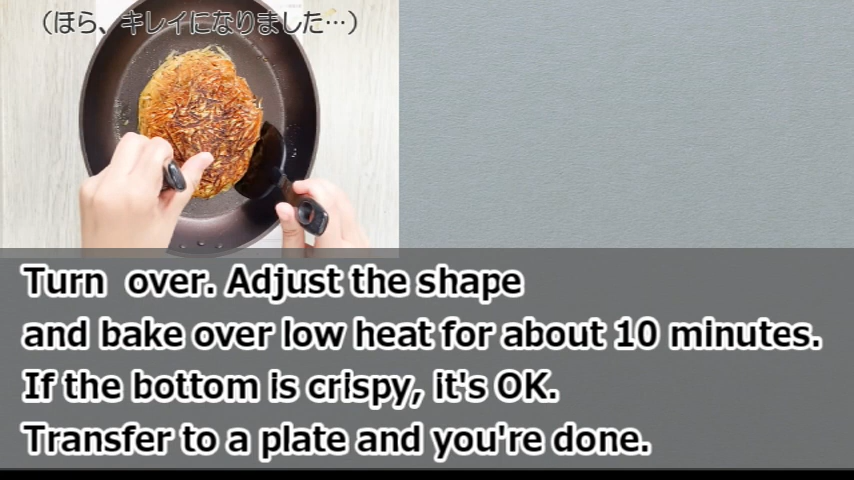 （ほら、キレイになりました…）
Turn  over. Adjust the shape
and bake over low heat for about 10 minutes.
If the bottom is crispy, it's OK.
Transfer to a plate and you're done.